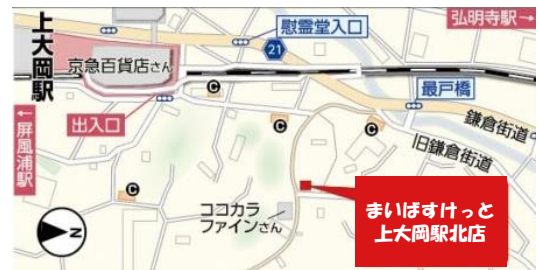 弘明寺駅→
慰霊堂入口
21
上大岡駅
京急百貨店さん
最戸橋
C
出入口
鎌倉街道
←屏風浦駅
C
C
旧鎌倉街道
C
ココカラ
ファインさん
まいばすけっと
上大岡駅北店
N